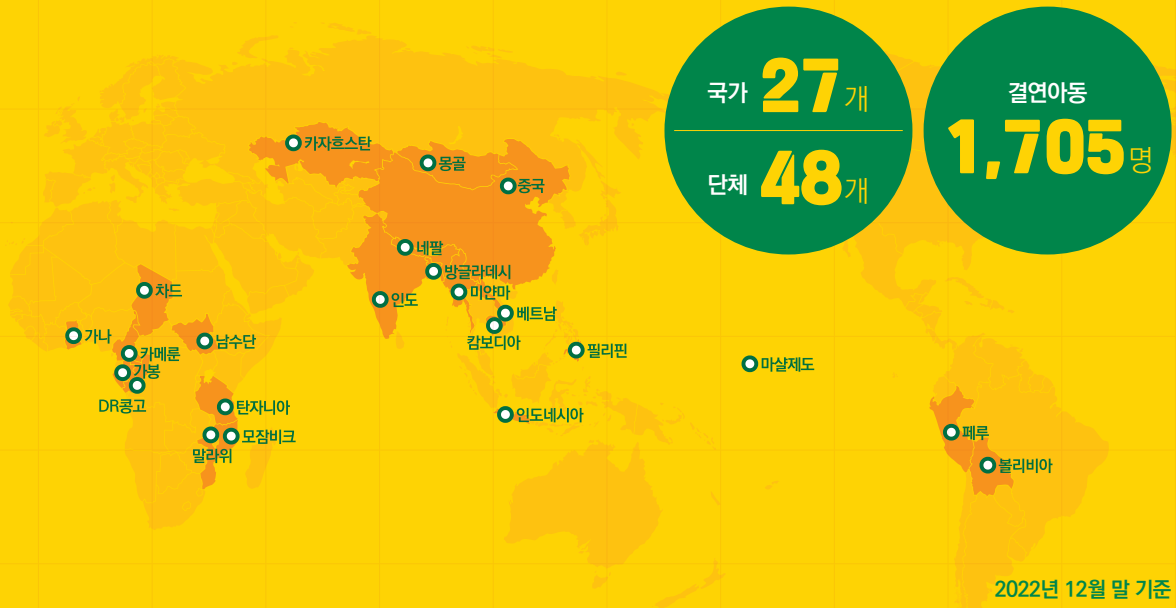 국가 27개
단체 48개
결연아동
1,705명
카자흐스탄
몽골
중국
네팔
방글라데시
미얀마
인도
베트남
캄보디아
필리핀
마샬제도
인도네시아
차드
가나
남수단
카메룬
가봉
DR콩고
탄자니아
모잠비크
말라위
페루
볼리비아
2022년 12월 말 기준